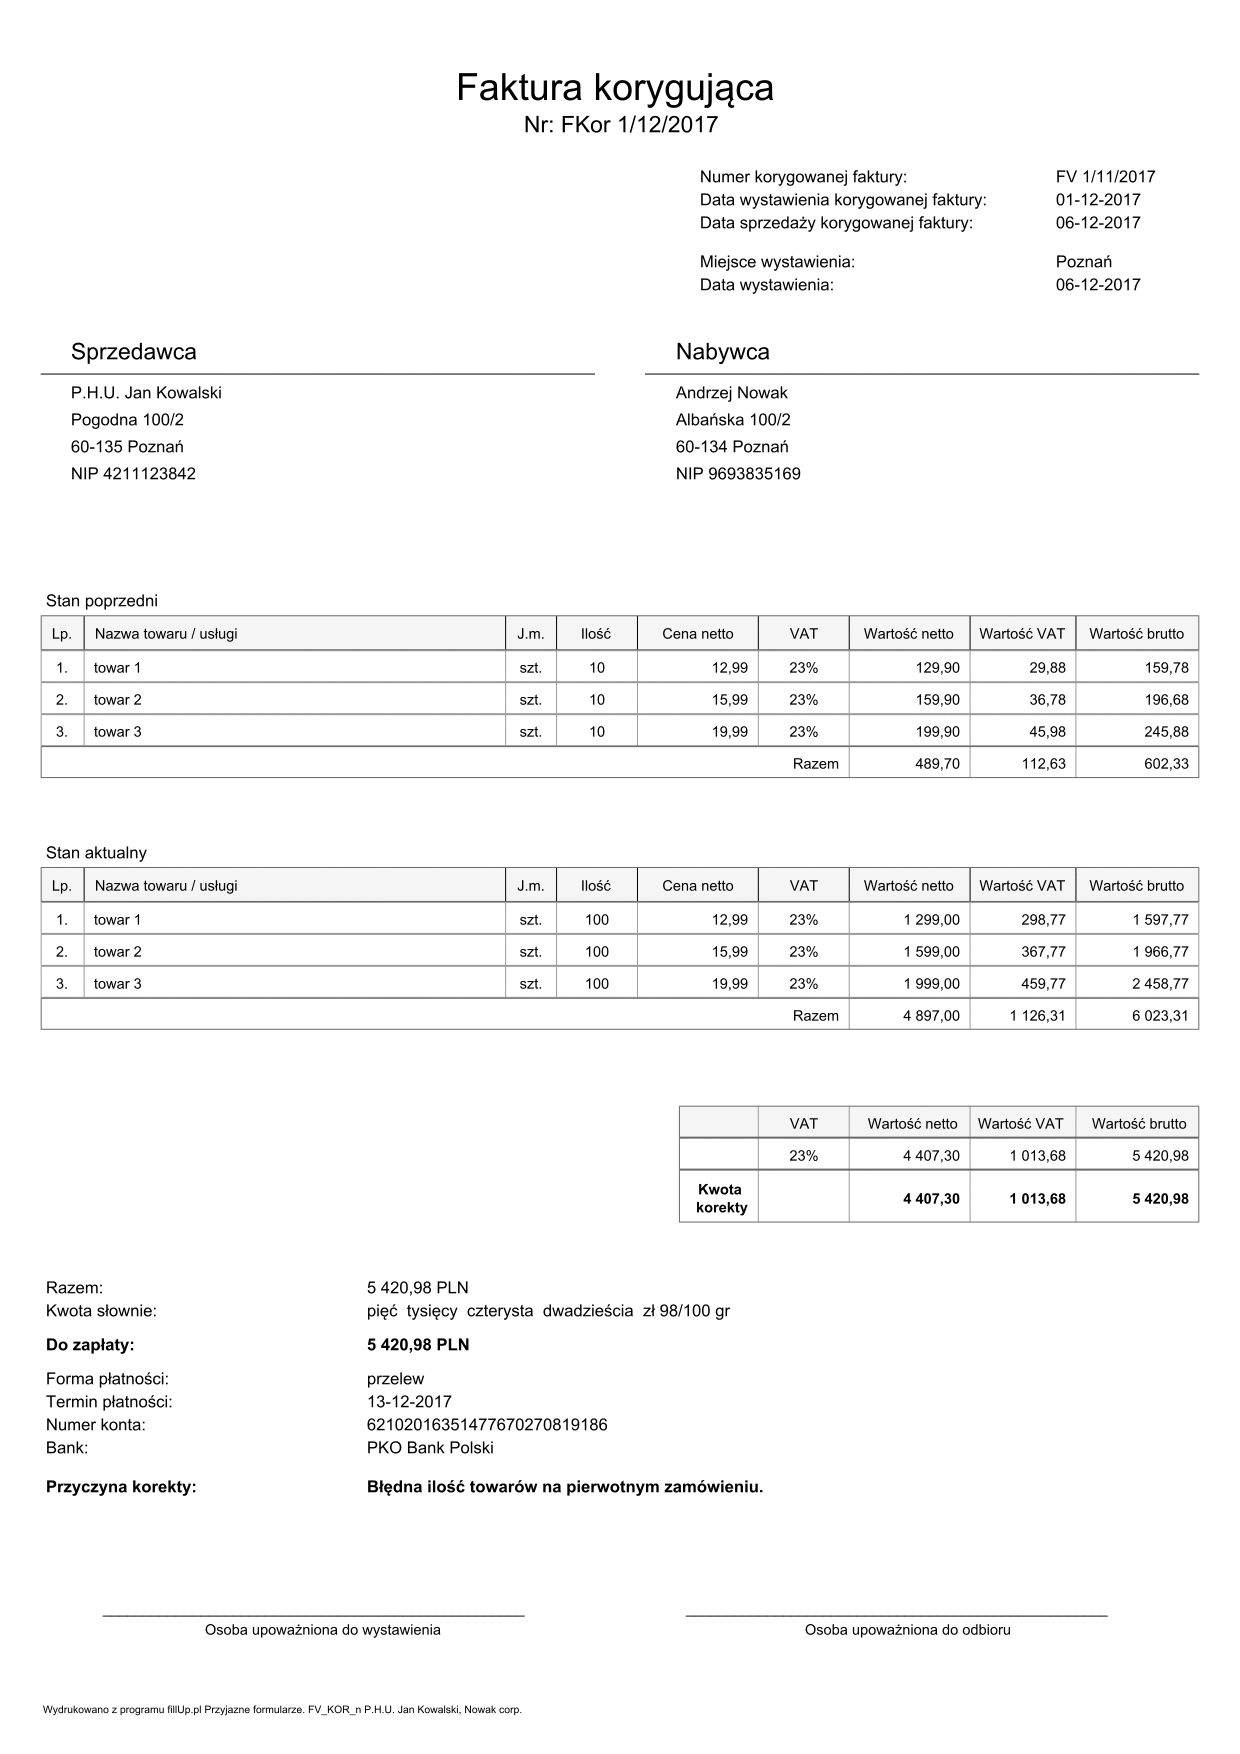 Faktura korygująca
Nr: FKor 1/12/2017
Numer korygowanej faktury: FV 1/11/2017
Data wystawienia korygowanej faktury: 01-12-2017
Data sprzedaży korygowanej faktury: 06-12-2017
Miejsce wystawienia: Poznań
Data wystawienia: 06-12-2017
Sprzedawca
P.H.U. Jan Kowalski
Pogodna 100/2
60-135 Poznań
NIP 4211123842
Nabywca
Andrzej Nowak
Albańska 100/2
60-134 Poznań
NIP 9693835169
Stan poprzedni
Lp. Nazwa towaru / usługi J.m. Ilość Cena netto VAT Wartość netto Wartość VAT Wartość brutto
1. towar 1 szt. 10 12,99 23% 129,90 29,88 159,78
2. towar 2 szt. 10 15,99 23% 159,90 36,78 196,68
3. towar 3 szt. 10 19,99 23% 199,90 45,98 245,88
Razem 489,70 112,63 602,33
Stan aktualny
Lp. Nazwa towaru / usługi J.m. Ilość Cena netto VAT Wartość netto Wartość VAT Wartość brutto
1. towar 1 szt. 100 12,99 23% 1 299,00 298,77 1 597,77
2. towar 2 szt. 100 15,99 23% 1 599,00 367,77 1 966,77
3. towar 3 szt. 100 19,99 23% 1 999,00 459,77 2 458,77
Razem 4 897,00 1 126,31 6 023,31
VAT Wartość netto Wartość VAT Wartość brutto
23% 4 407,30 1 013,68 5 420,98
Kwota korekty 4 407,30 1 013,68 5 420,98
Razem: 5 420,98 PLN
Kwota słownie: pięć tysięcy czterysta dwadzieścia zł 98/100 gr
Do zapłaty: 5 420,98 PLN
Forma płatności: przelew
Termin płatności: 13-12-2017
Numer konta: 62102016351477670270819186
Bank: PKO Bank Polski
Przyczyna korekty: Błędna ilość towarów na pierwotnym zamówieniu.
Osoba upoważniona do wystawienia
Osoba upoważniona do odbioru
Wydrukowano z programu fillUp.pl Przyjazne formularze. FV_KOR_n P.H.U. Jan Kowalski, Nowak corp.